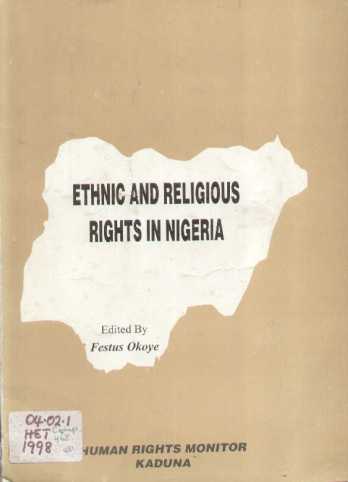 ETHNIC AND RELIGIOUS
RIGHTS IN NIGERIA
Edited By
Festus Okoye
04.02.1
HET
1998
HUMAN RIGHTS MONITOR
KADUNA